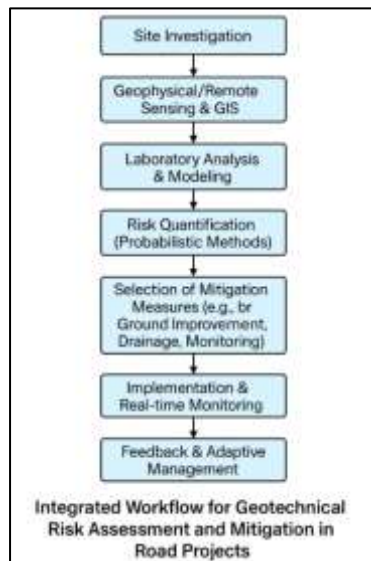 Site Investigation
Geophysical/Remote
Sensing & GIS
Laboratory Analysis
& Modeling
Risk Quantification
(Probabilistic Methods)
Selection of Mitigation
Measures (e.g., br
Ground Improvement,
Drainage, Monitoring)
Implementation &
Real-time Monitoring
Feedback & Adaptive
Management
Integrated Workflow for Geotechnical
Risk Assessment and Mitigation in
Road Projects